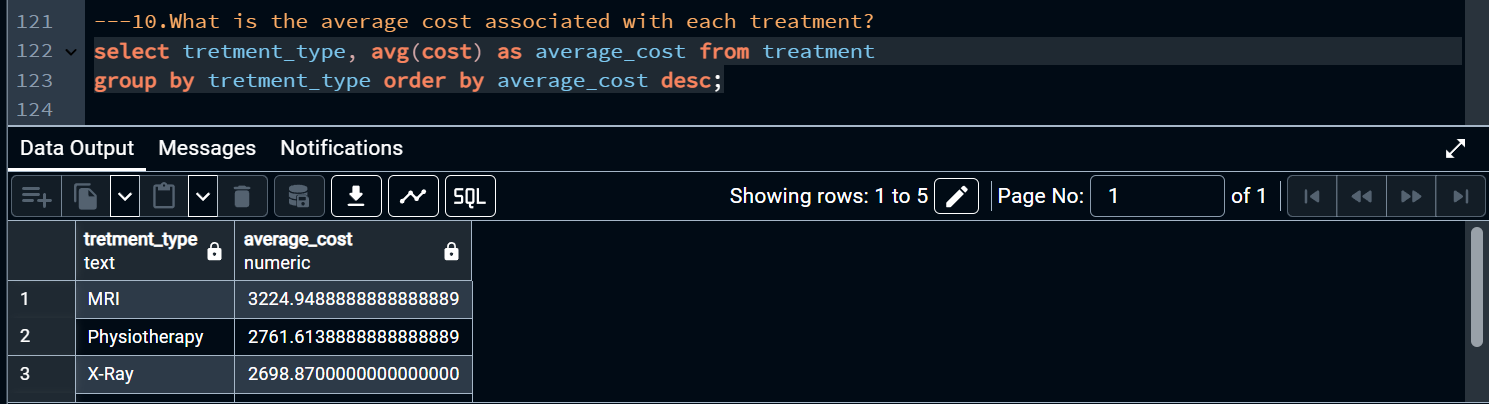 121 ---10.What is the average cost associated with each treatment?
122 select tretment_type, avg(cost) as average_cost from treatment
123 group by tretment_type order by average_cost desc;
124
Data Output Messages Notifications
SQL Showing rows: 1 to 5 Page No: 1 of 1
tretment_type average_cost
text numeric
1 MRI 3224.9488888888888889
2 Physiotherapy 2761.6138888888888889
3 X-Ray 2698.8700000000000000